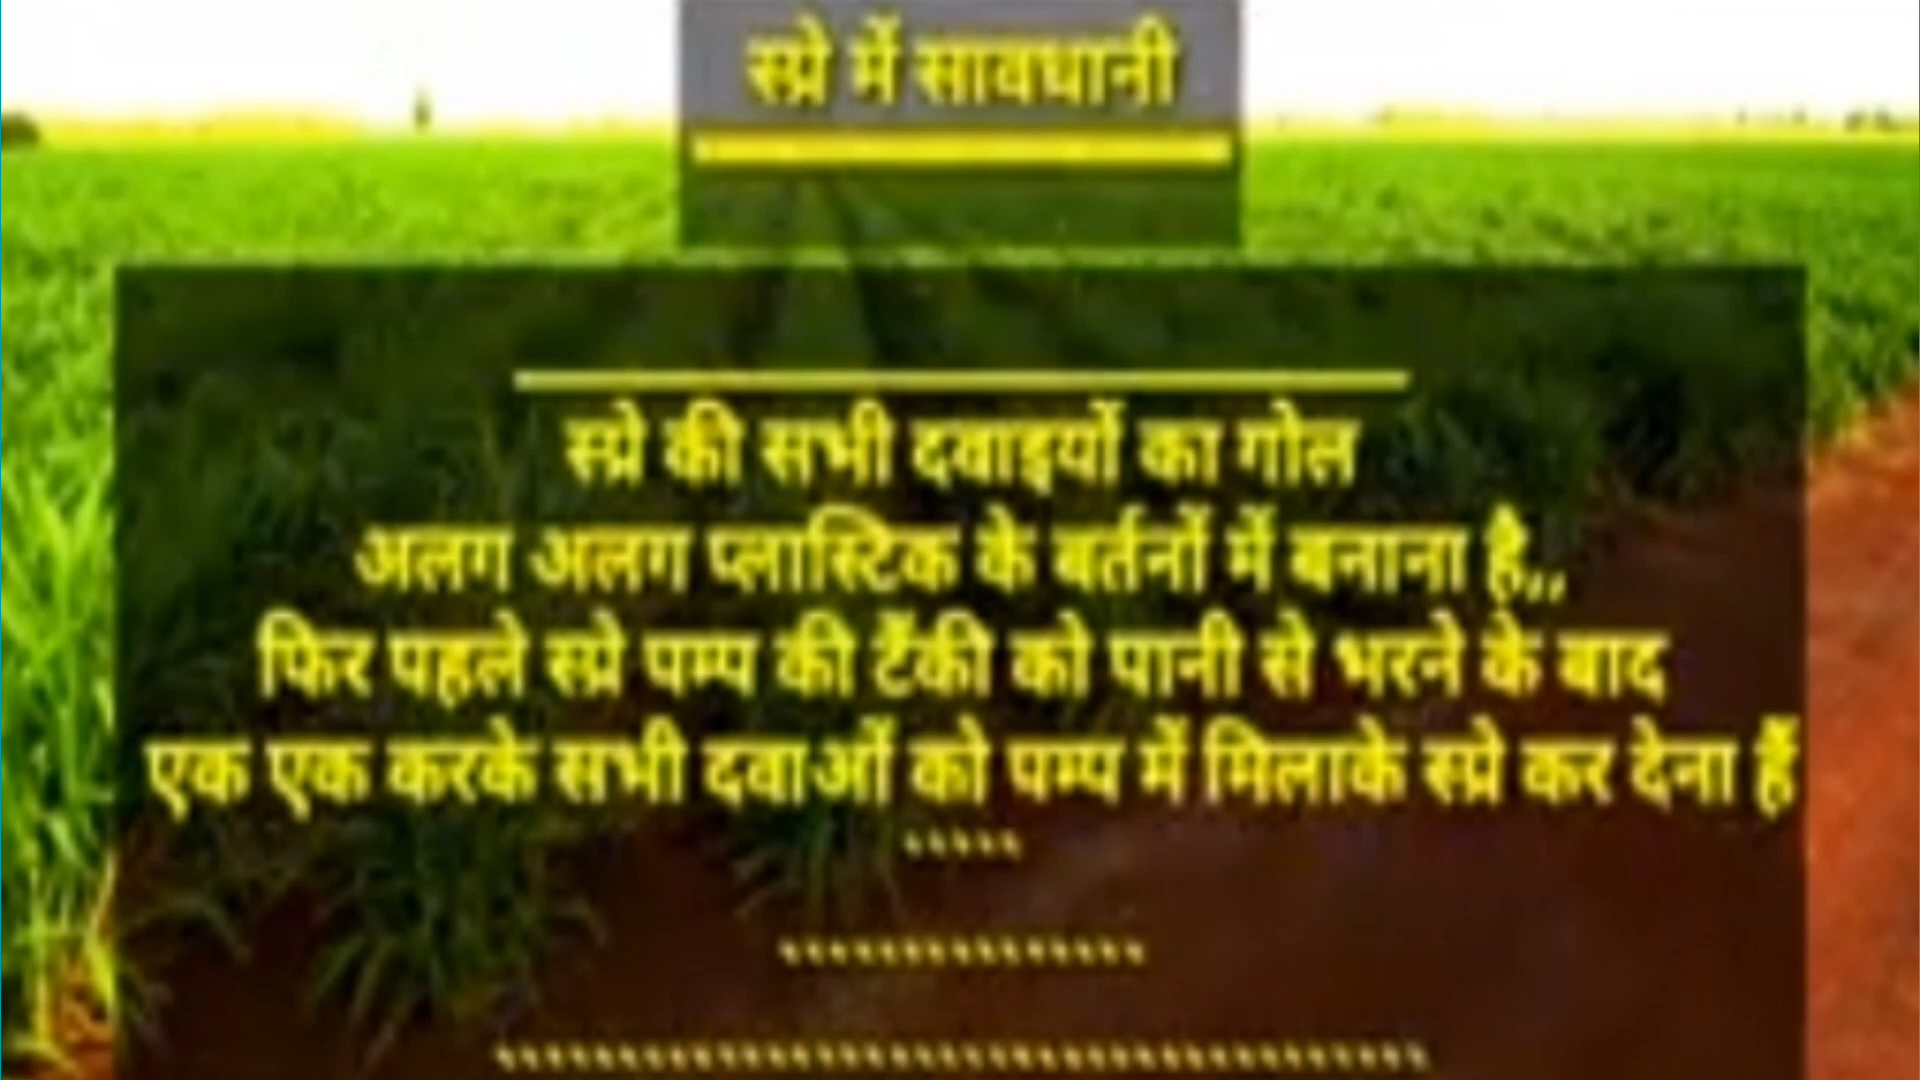 स्प्रे में सावधानी
स्प्रे की सभी दवाइयों का गोल
अलग अलग प्लास्टिक के बर्तनों में बनाना है,,
फिर पहले स्प्रे पम्प की टैंकी को पानी से भरने के बाद
एक एक करके सभी दवाओं को पम्प में मिलाके स्प्रे कर देना हैं